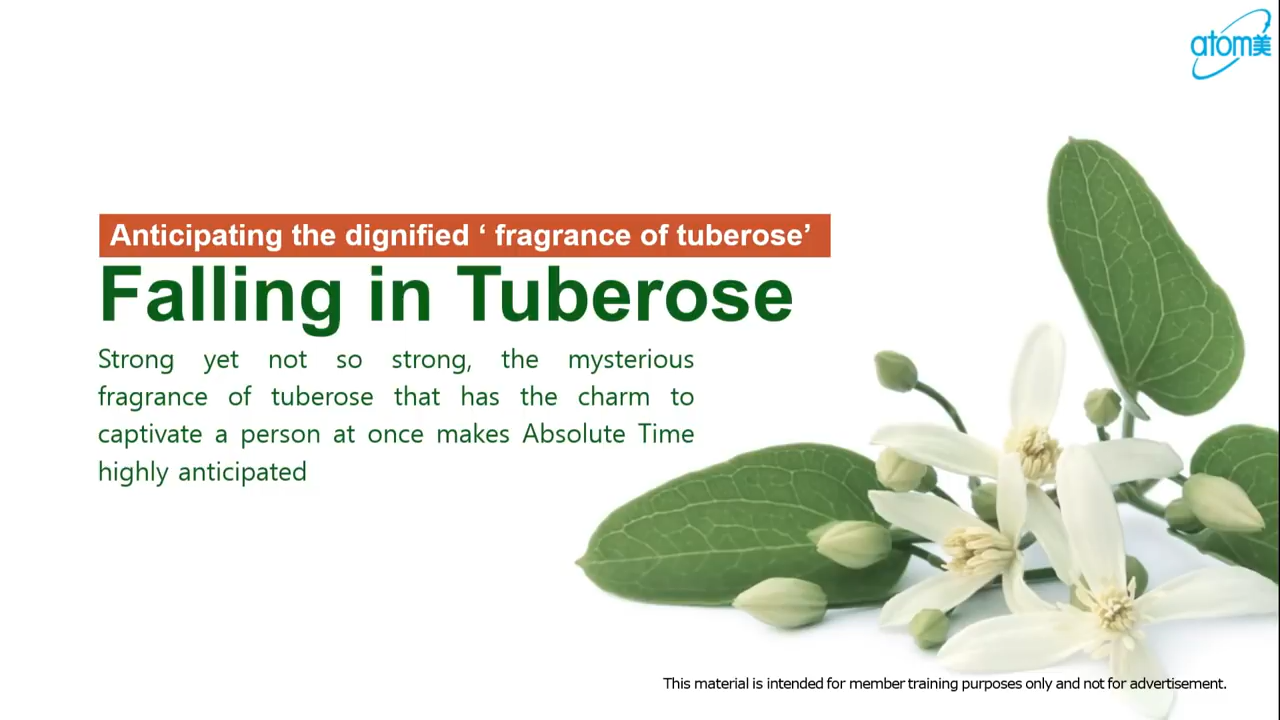 atom美
Anticipating the dignified ‘ fragrance of tuberose’
Falling in Tuberose
Strong yet not so strong, the mysterious
fragrance of tuberose that has the charm to
captivate a person at once makes Absolute Time
highly anticipated
This material is intended for member training purposes only and not for advertisement.